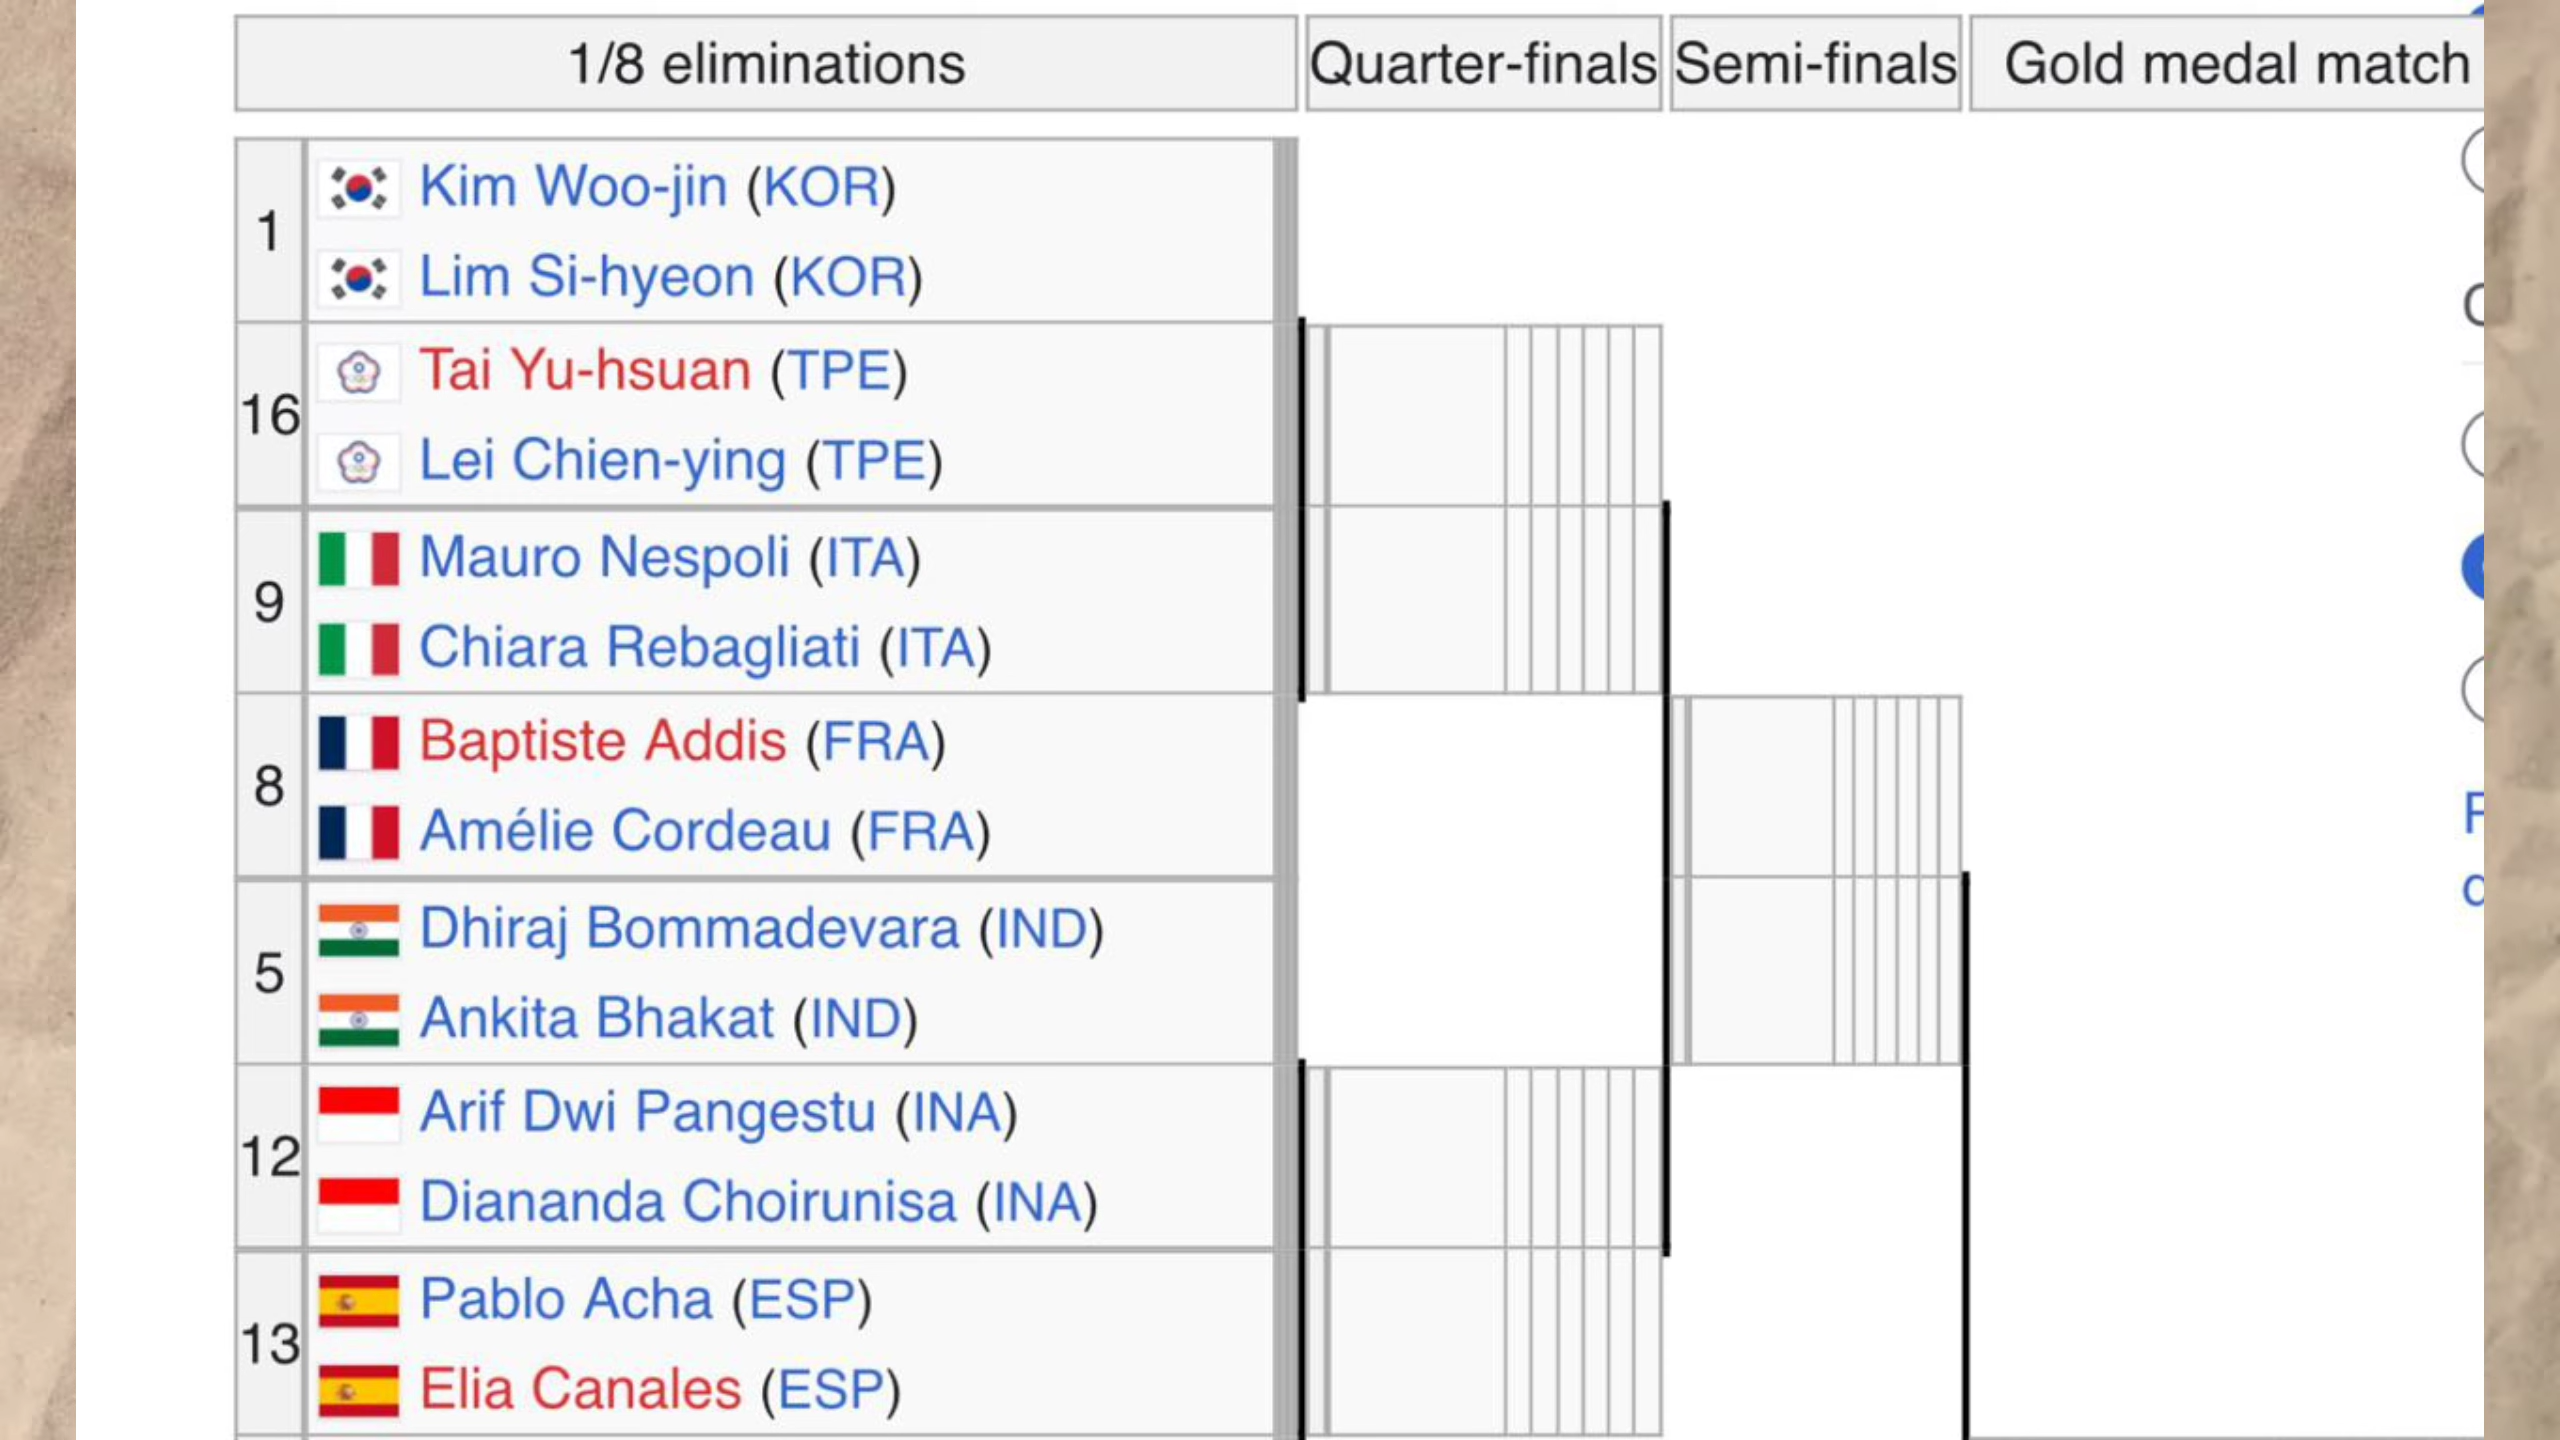 1/8 eliminations
Quarter-finals
Semi-finals
Gold medal match
1
Kim Woo-jin (KOR)
Lim Si-hyeon (KOR)
16
Tai Yu-hsuan (TPE)
Lei Chien-ying (TPE)
9
Mauro Nespoli (ITA)
Chiara Rebagliati (ITA)
8
Baptiste Addis (FRA)
Amélie Cordeau (FRA)
5
Dhiraj Bommadevara (IND)
Ankita Bhakat (IND)
12
Arif Dwi Pangestu (INA)
Diananda Choirunisa (INA)
13
Pablo Acha (ESP)
Elia Canales (ESP)